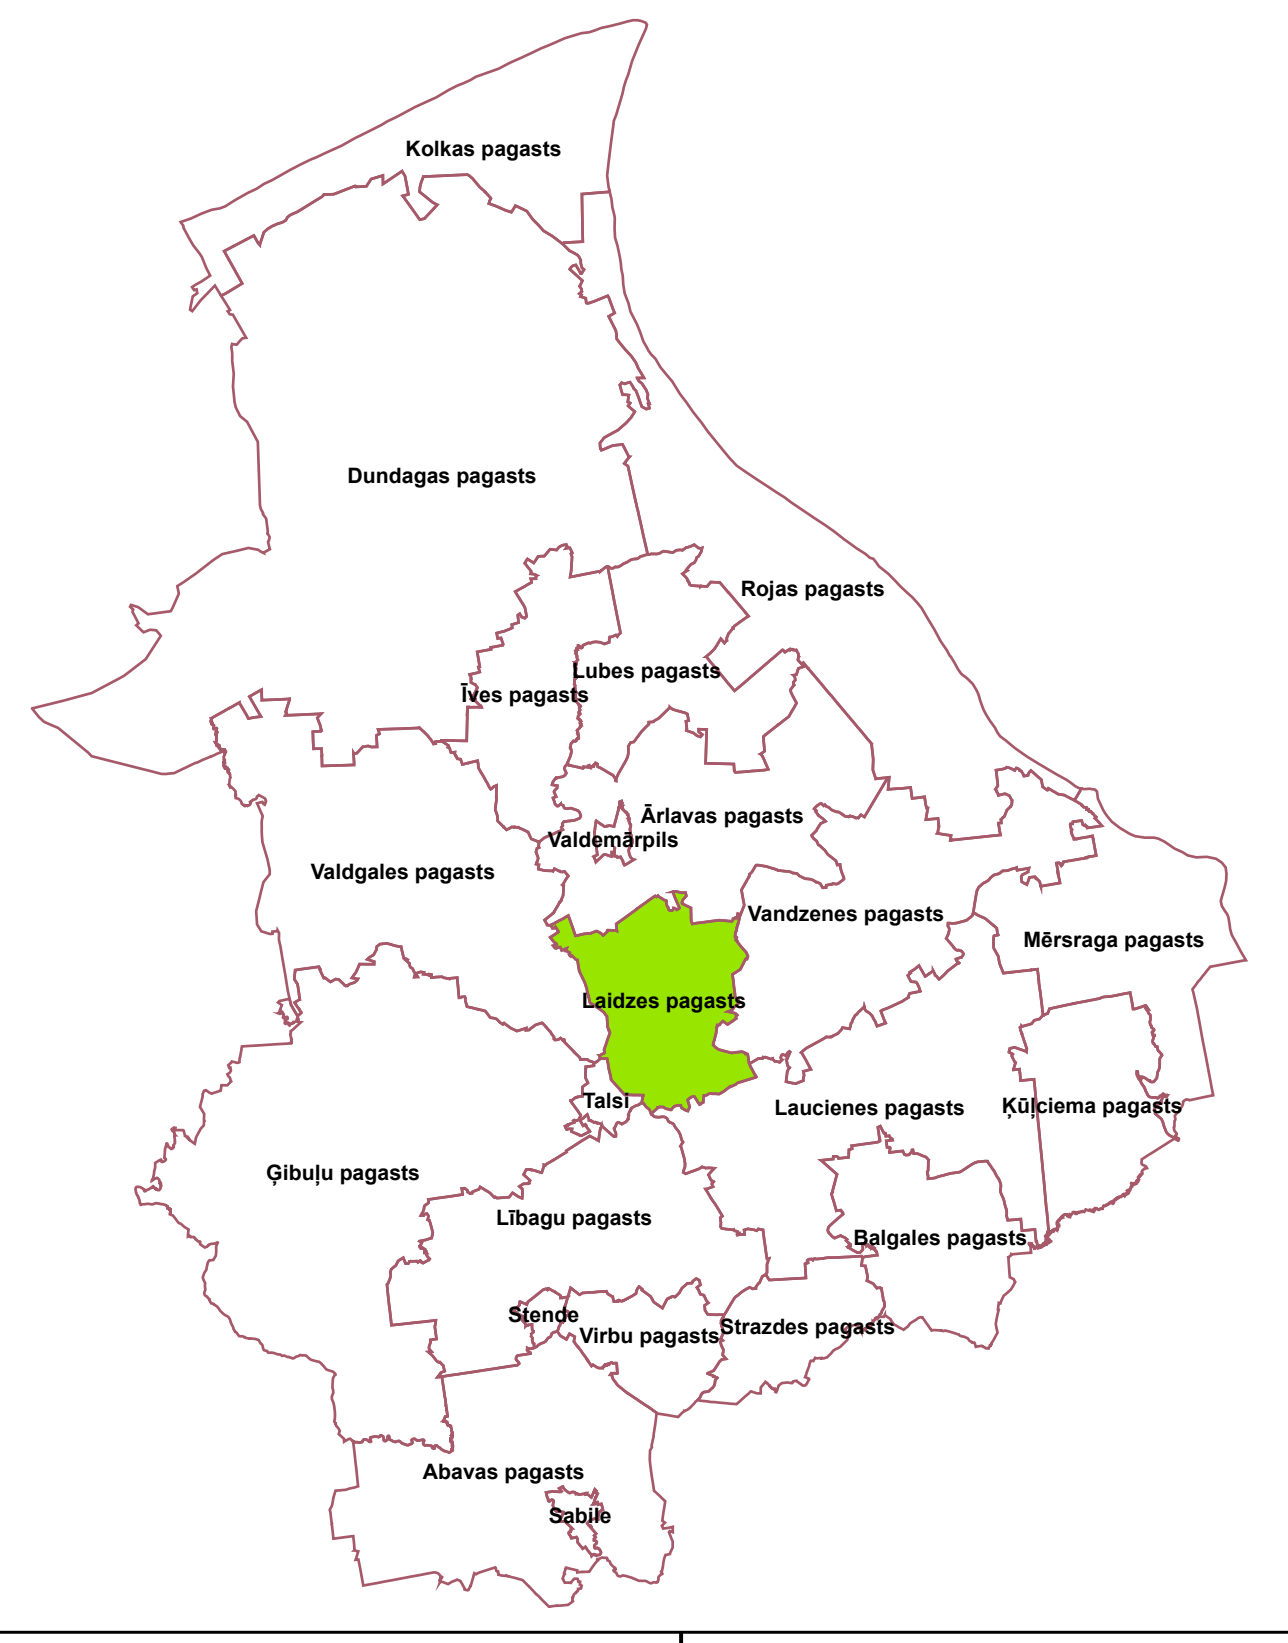 Kolkas pagasts
Dundagas pagasts
Rojas pagasts
Lubes pagasts
Īves pagasts
Ārlavas pagasts
Valdemārpils
Valdgales pagasts
Vandzenes pagasts
Mērsraga pagasts
Laidzes pagasts
Talsi
Laucienes pagasts
Ķūļciema pagasts
Ģibuļu pagasts
Lībagu pagasts
Balgales pagasts
Stende
Virbu pagasts
Strazdes pagasts
Abavas pagasts
Sabile